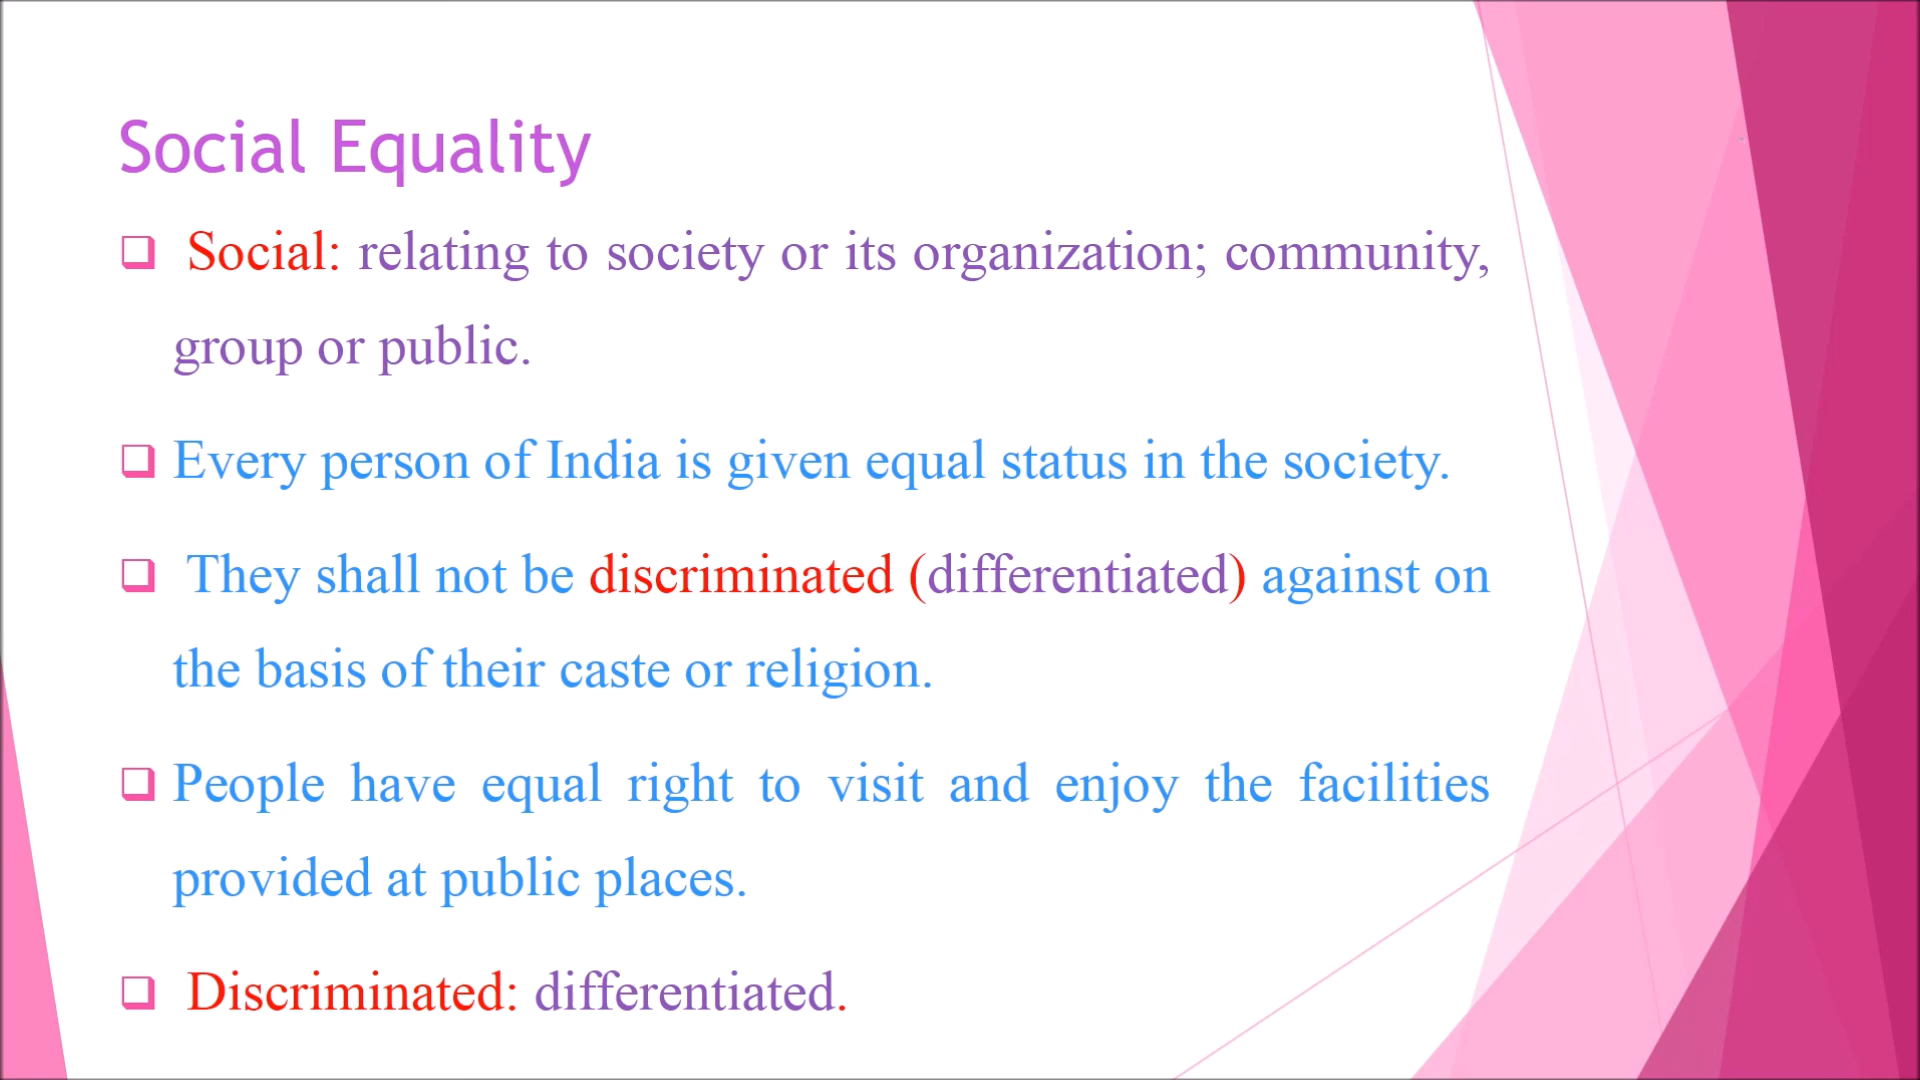 Social Equality
Social: relating to society or its organization; community,
group or public.
Every person of India is given equal status in the society.
They shall not be discriminated (differentiated) against on
the basis of their caste or religion.
People have equal right to visit and enjoy the facilities
provided at public places.
Discriminated: differentiated.